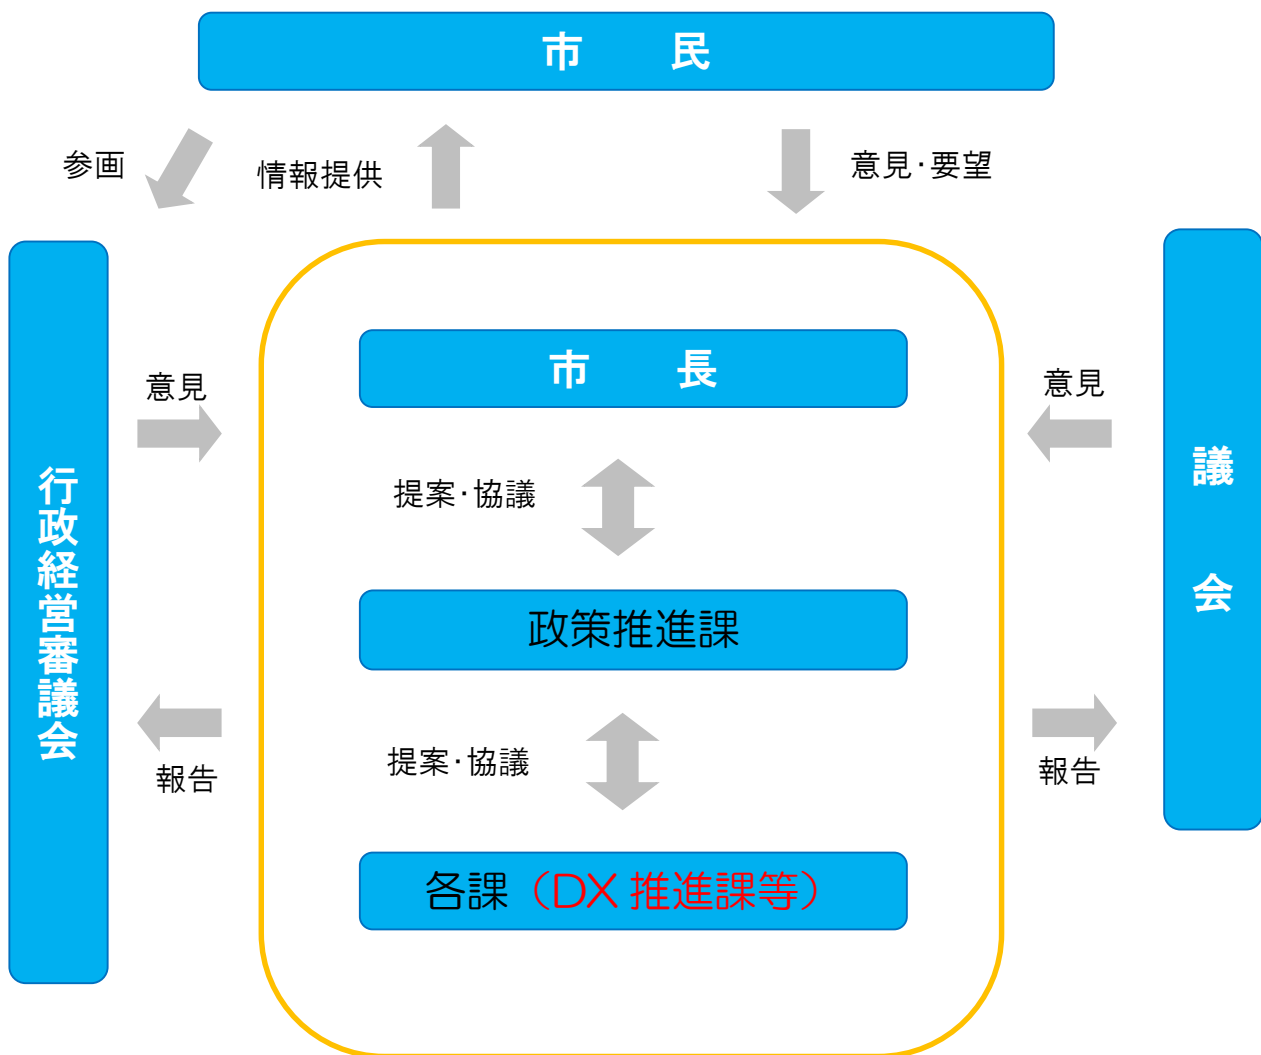 市　　民
参画
情報提供
意見・要望
市　　長
意見
意見
行政経営審議会
議　会
提案・協議
政策推進課
報告
提案・協議
報告
各課（DX 推進課等）